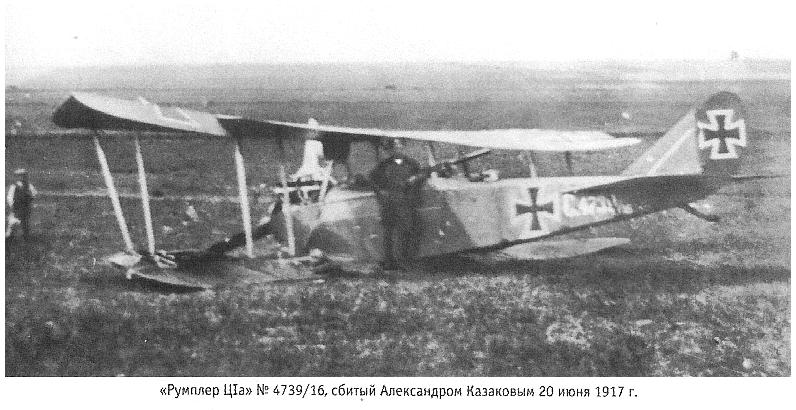 «Румплер ЦIа» № 4739/16, сбитый Александром Казаковым 20 июня 1917 г.